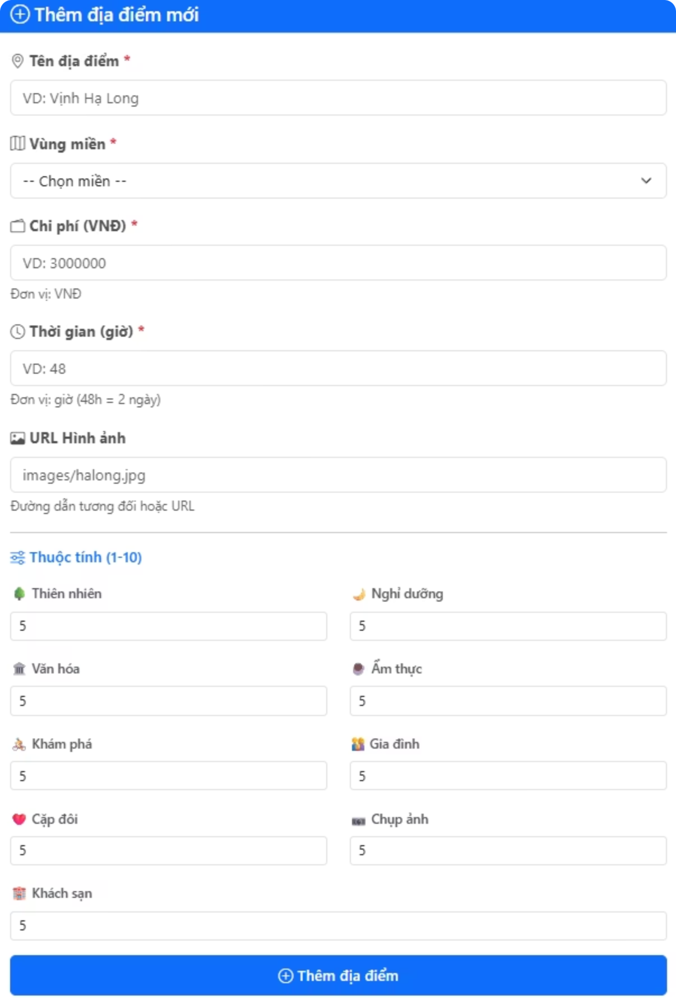 Thêm địa điểm mới
Tên địa điểm *
VD: Vịnh Hạ Long
Vùng miền *
-- Chọn miền --
Chi phí (VNĐ) *
VD: 3000000
Đơn vị: VNĐ
Thời gian (giờ) *
VD: 48
Đơn vị: giờ (48h = 2 ngày)
URL Hình ảnh
images/halong.jpg
Đường dẫn tương đối hoặc URL
Thuộc tính (1-10)
Thiên nhiên
5
Nghỉ dưỡng
5
Văn hóa
5
Ẩm thực
5
Khám phá
5
Gia đình
5
Cặp đôi
5
Chụp ảnh
5
Khách sạn
5
Thêm địa điểm